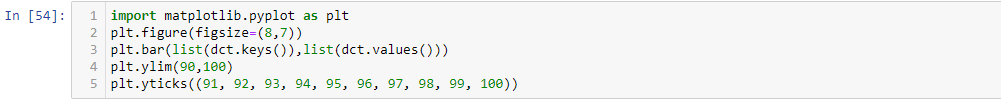 In [54]:
1 import matplotlib.pyplot as plt
2 plt.figure(figsize=(8,7))
3 plt.bar(list(dct.keys()),list(dct.values()))
4 plt.ylim(90,100)
5 plt.yticks((91, 92, 93, 94, 95, 96, 97, 98, 99, 100))